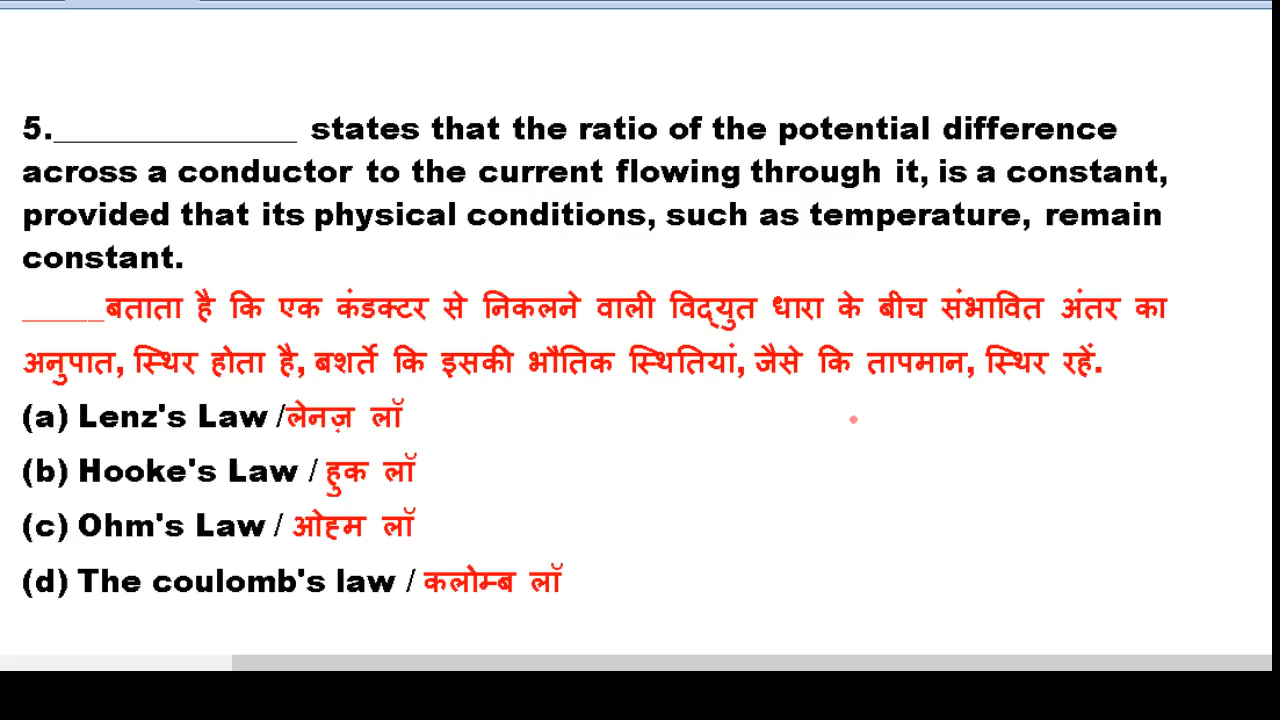 5.______________ states that the ratio of the potential difference
across a conductor to the current flowing through it, is a constant,
provided that its physical conditions, such as temperature, remain
constant.
_____बताता है कि एक कंडक्टर से निकलने वाली विद्युत धारा के बीच संभावित अंतर का
अनुपात, स्थिर होता है, बशर्ते कि इसकी भौतिक स्थितियां, जैसे कि तापमान, स्थिर रहें.
(a) Lenz's Law /लेनज़ लॉ
(b) Hooke's Law / हुक लॉ
(c) Ohm's Law / ओह्म लॉ
(d) The coulomb's law / कलोम्ब लॉ